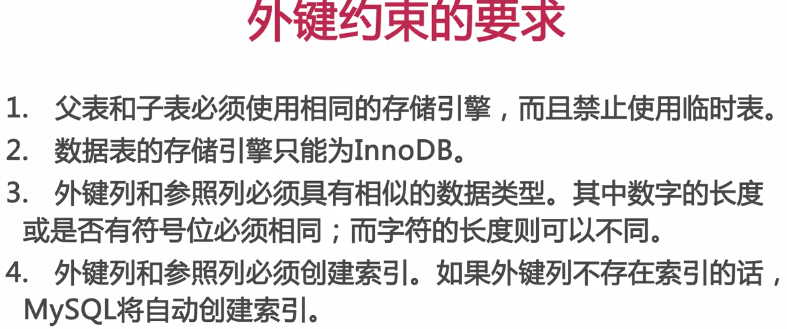 外键约束的要求
1. 父表和子表必须使用相同的存储引擎，而且禁止使用临时表。
2. 数据表的存储引擎只能为InnoDB。
3. 外键列和参照列必须具有相似的数据类型。其中数字的长度
或是否有符号位必须相同；而字符的长度则可以不同。
4. 外键列和参照列必须创建索引。如果外键列不存在索引的话，
MySQL将自动创建索引。